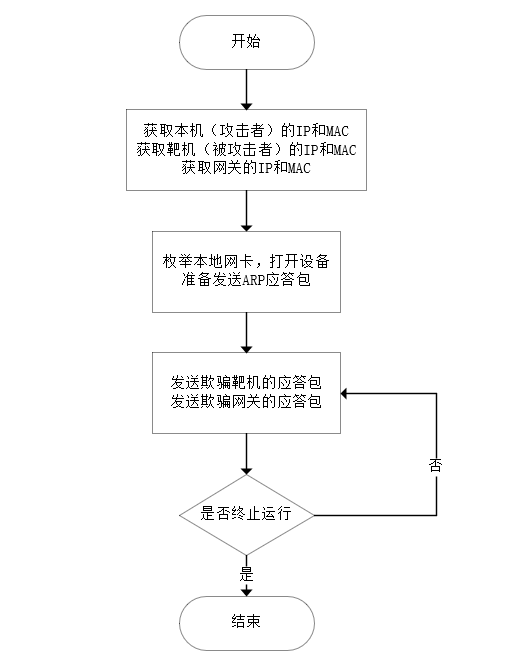 开始
获取本机（攻击者）的IP和MAC
获取靶机（被攻击者）的IP和MAC
获取网关的IP和MAC
枚举本地网卡，打开设备
准备发送ARP应答包
发送欺骗靶机的应答包
发送欺骗网关的应答包
否
是否终止运行
是
结束